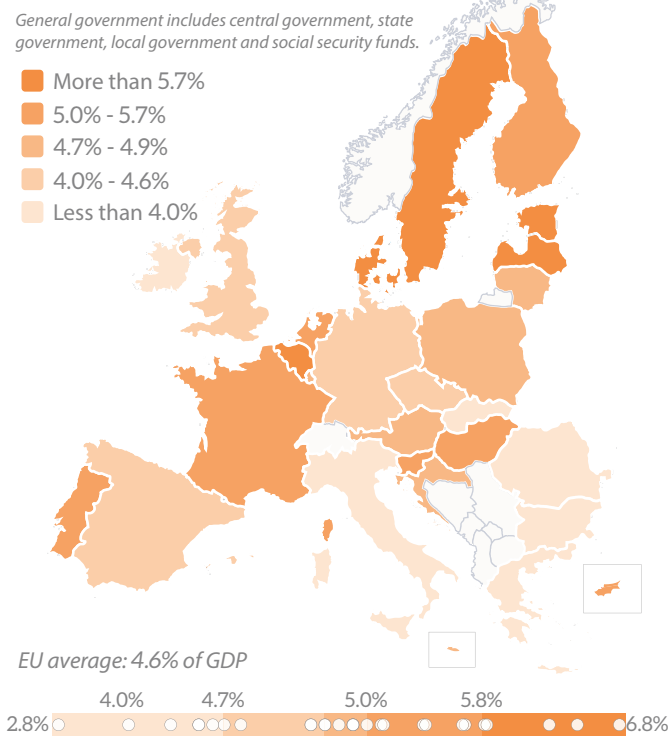 General government includes central government, state
government, local government and social security funds.
More than 5.7%
5.0% - 5.7%
4.7% - 4.9%
4.0% - 4.6%
Less than 4.0%
EU average: 4.6% of GDP
4.0% 4.7% 5.0% 5.8%
2.8% 6.8%